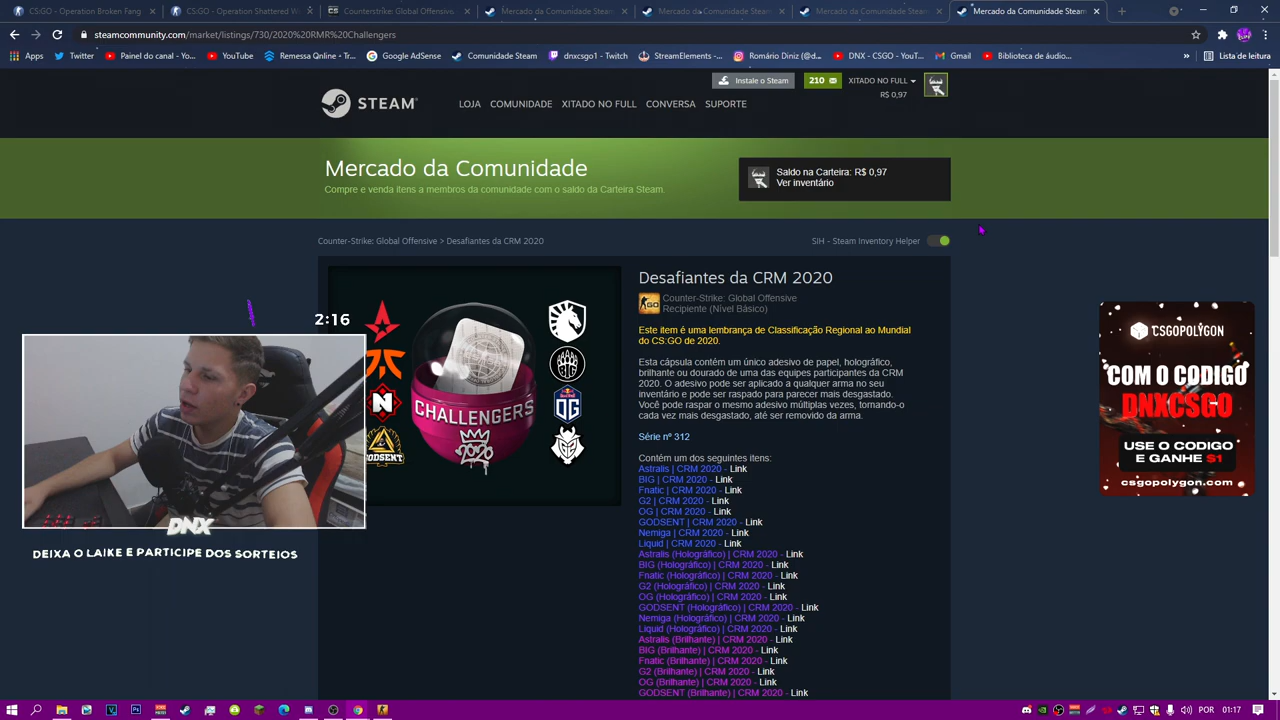 CS:GO - Operation Broken Fang
CS:GO - Operation Shattered W
Counterstrike: Global Offensive
Mercado da Comunidade Steam
Mercado da Comunidade Steam
Mercado da Comunidade Steam
Mercado da Comunidade Steam
steamcommunity.com/market/listings/730/2020%20RMR%20Challengers
Apps
Twitter
Painel do canal - Yo...
YouTube
Remessa Online • Tr...
Google AdSense
Comunidade Steam
dnxcsgo1 - Twitch
StreamElements -...
Romário Diniz (@d...
DNX - CSGO - YouT...
Gmail
Biblioteca de áudio...
Lista de leitura
Instale o Steam
210
XITADO NO FULL
R$ 0,97
STEAM
LOJA COMUNIDADE XITADO NO FULL CONVERSA SUPORTE
Mercado da Comunidade
Compre e venda itens a membros da comunidade com o saldo da Carteira Steam.
Saldo na Carteira: R$ 0,97
Ver inventário
Counter-Strike: Global Offensive > Desafiantes da CRM 2020
SIH - Steam Inventory Helper
Desafiantes da CRM 2020
Counter-Strike: Global Offensive
Recipiente (Nível Básico)
Este item é uma lembrança de Classificação Regional ao Mundial
do CS:GO de 2020.
Esta cápsula contém um único adesivo de papel, holográfico,
brilhante ou dourado de uma das equipes participantes da CRM
2020. O adesivo pode ser aplicado a qualquer arma no seu
inventário e pode ser raspado para parecer mais desgastado.
Você pode raspar o mesmo adesivo múltiplas vezes, tornando-o
cada vez mais desgastado, até ser removido da arma.
Série nº 312
Contém um dos seguintes itens:
Astralis | CRM 2020 - Link
BIG | CRM 2020 - Link
Fnatic | CRM 2020 - Link
G2 | CRM 2020 - Link
OG | CRM 2020 - Link
GODSENT | CRM 2020 - Link
Nemiga | CRM 2020 - Link
Liquid | CRM 2020 - Link
Astralis (Holográfico) | CRM 2020 - Link
BIG (Holográfico) | CRM 2020 - Link
Fnatic (Holográfico) | CRM 2020 - Link
G2 (Holográfico) | CRM 2020 - Link
OG (Holográfico) | CRM 2020 - Link
GODSENT (Holográfico) | CRM 2020 - Link
Nemiga (Holográfico) | CRM 2020 - Link
Liquid (Holográfico) | CRM 2020 - Link
Astralis (Brilhante) | CRM 2020 - Link
BIG (Brilhante) | CRM 2020 - Link
Fnatic (Brilhante) | CRM 2020 - Link
G2 (Brilhante) | CRM 2020 - Link
OG (Brilhante) | CRM 2020 - Link
GODSENT (Brilhante) | CRM 2020 - Link
CHALLENGERS
2020
GODSENT
OG
2:16
DNX
DEIXA O LAIKE E PARTICIPE DOS SORTEIOS
CSGOPOLYGON
COM O CODIGO
DNXCSGO
USE O CODIGO
E GANHE $1
csgopolygon.com
POR
01:17